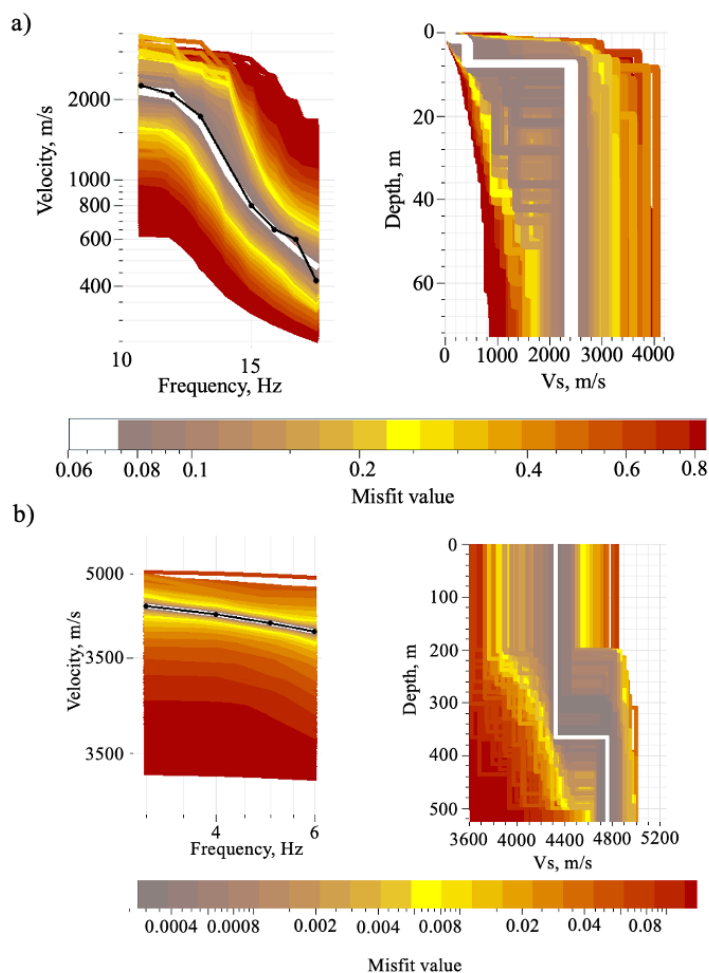 a)
Velocity, m/s
2000
1000
800
600
400
10
15
Frequency, Hz
Depth, m
0
20
40
60
0
1000
2000
3000
4000
Vs, m/s
0.06 0.08 0.1 0.2 0.4 0.6 0.8
Misfit value
b)
Velocity, m/s
5000
3500
3500
4
6
Frequency, Hz
Depth, m
0
100
200
300
400
500
3600 4000 4400 4800 5200
Vs, m/s
0.0004 0.0008 0.002 0.004 0.008 0.02 0.04 0.08
Misfit value